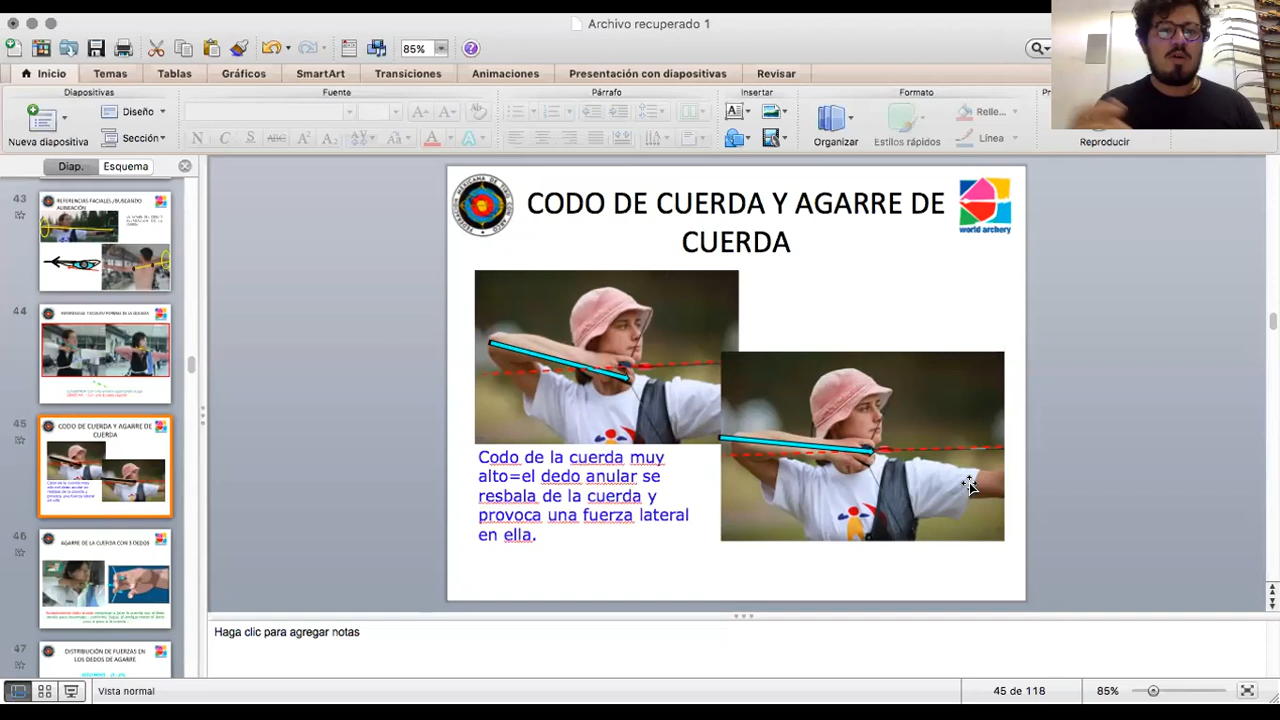 Archivo recuperado 1
85%
Inicio
Temas
Tablas
Gráficos
SmartArt
Transiciones
Animaciones
Presentación con diapositivas
Revisar
Diapositivas
Fuente
Párrafo
Insertar
Formato
Nueva diapositiva
Diseño
Sección
Organizar
Estilos rápidos
Relle...
Línea
Reproducir
Diap.
Esquema
43
REFERENCIAS FACIALES /BUSCANDO ALINEACIÓN
44
45
CODO DE CUERDA Y AGARRE DE
CUERDA
46
AGARRE DE LA CUERDA CON 3 DEDOS
47
DISTRIBUCIÓN DE FUERZAS EN
LOS DEDOS DE AGARRE
CODO DE CUERDA Y AGARRE DE
CUERDA
world archery
Codo de la cuerda muy
alto=el dedo anular se
resbala de la cuerda y
provoca una fuerza lateral
en ella.
Haga clic para agregar notas
Vista normal
45 de 118
85%